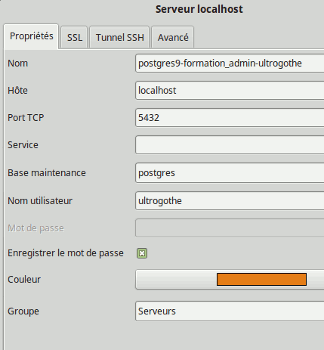 Serveur localhost
Propriétés SSL Tunnel SSH Avancé
Nom postgres9-formation_admin-ultrogothe
Hôte localhost
Port TCP 5432
Service
Base maintenance postgres
Nom utilisateur ultrogothe
Mot de passe
Enregistrer le mot de passe
Couleur
Groupe Serveurs